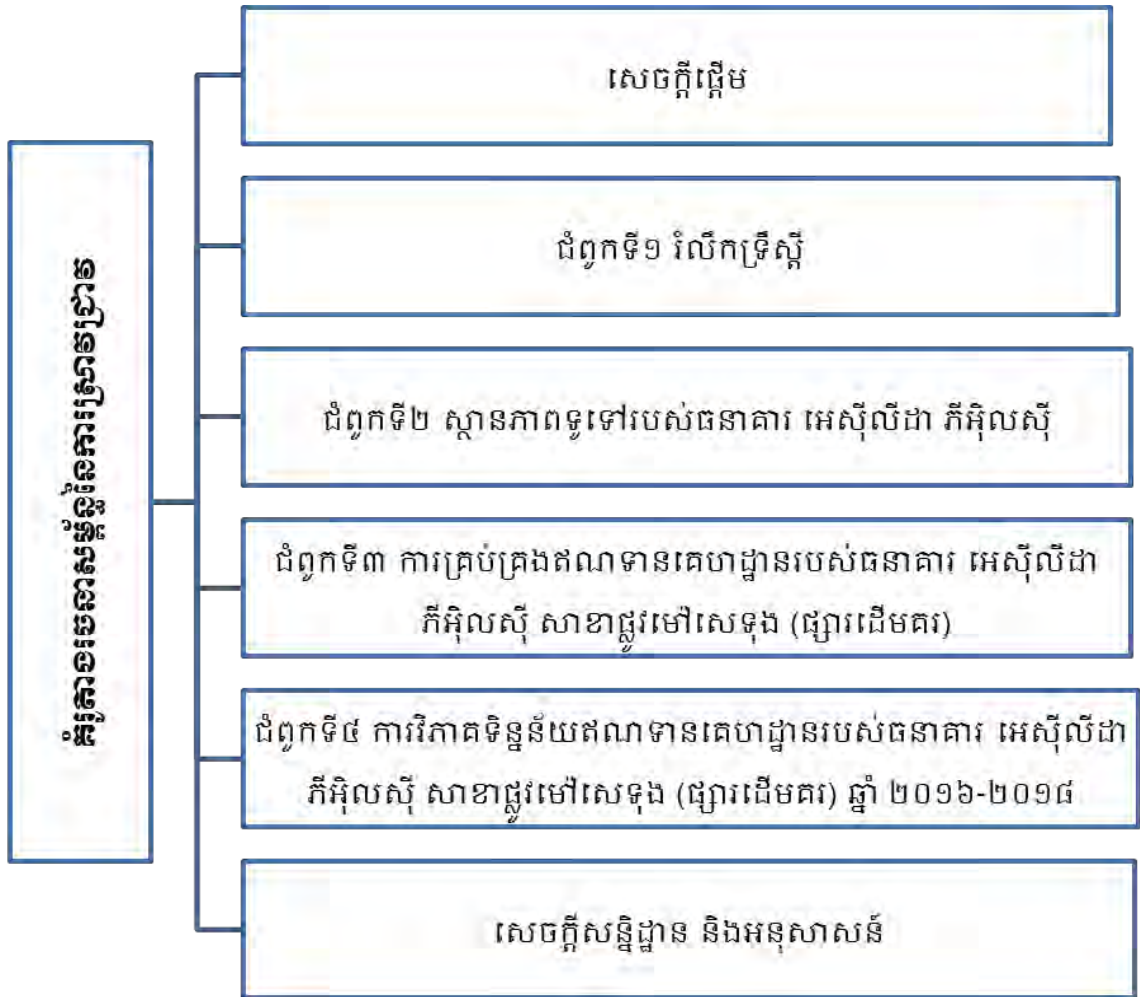 គំរូតាងរចនាសម្ព័ន្ធនៃការស្រាវជ្រាវ
សេចក្តីផ្តើម
ជំពូកទី១ រំលឹកទ្រឹស្តី
ជំពូកទី២ ស្ថានភាពទូទៅរបស់ធនាគារ អេស៊ីលីដា ភីអិលស៊ី
ជំពូកទី៣ ការគ្រប់គ្រងឥណទានគេហដ្ឋានរបស់ធនាគារ អេស៊ីលីដា
ភីអិលស៊ី សាខាផ្លូវម៉ៅសេទុង (ផ្សារដើមគរ)
ជំពូកទី៤ ការវិភាគទិន្នន័យឥណទានគេហដ្ឋានរបស់ធនាគារ អេស៊ីលីដា
ភីអិលស៊ី សាខាផ្លូវម៉ៅសេទុង (ផ្សារដើមគរ) ឆ្នាំ ២០១៦-២០១៨
សេចក្តីសន្និដ្ឋាន និងអនុសាសន៍